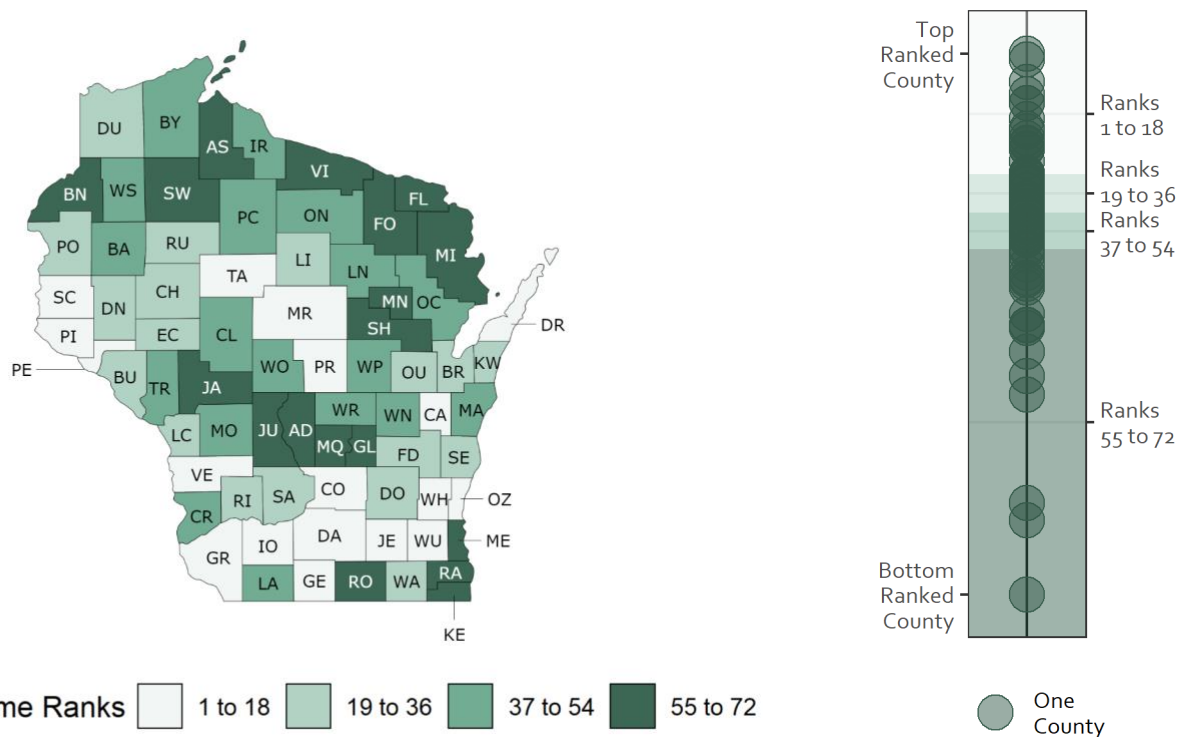 DU
BY
AS
IR
VI
BN
WS
SW
PC
ON
FO
FL
MI
PO
BA
RU
LI
LN
OC
TA
SC
DN
CH
MR
MN
SH
DR
PI
EC
CL
PE
BU
TR
JA
WO
PR
WP
OU
BR
KW
LC
MO
JU
AD
WR
MQ
GL
WN
CA
MA
FD
SE
VE
RI
SA
CO
DO
WH
OZ
CR
GR
IO
DA
JE
WU
ME
LA
GE
RO
WA
RA
KE
me Ranks
1 to 18
19 to 36
37 to 54
55 to 72
Top
Ranked
County
Ranks
1 to 18
Ranks
19 to 36
Ranks
37 to 54
Ranks
55 to 72
Bottom
Ranked
County
One
County